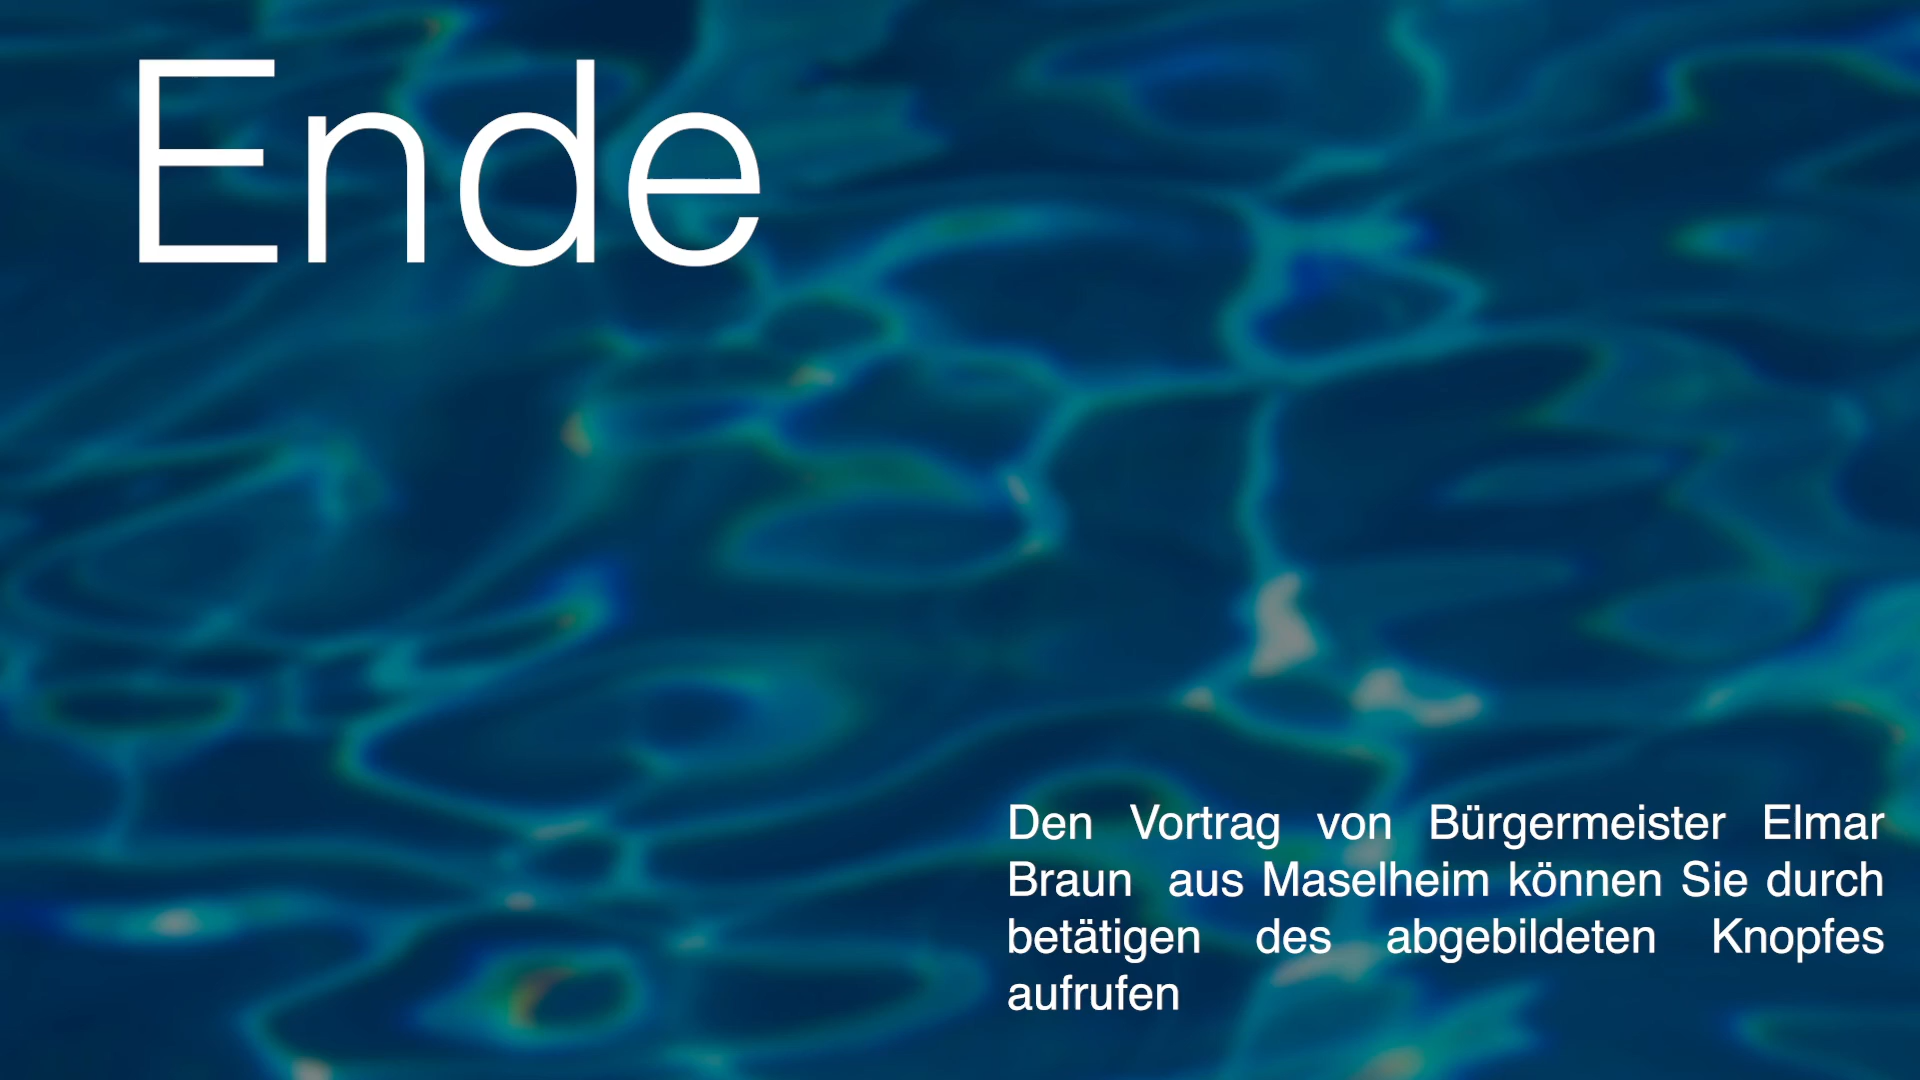 Ende
Den Vortrag von Bürgermeister Elmar
Braun aus Maselheim können Sie durch
betätigen des abgebildeten Knopfes
aufrufen